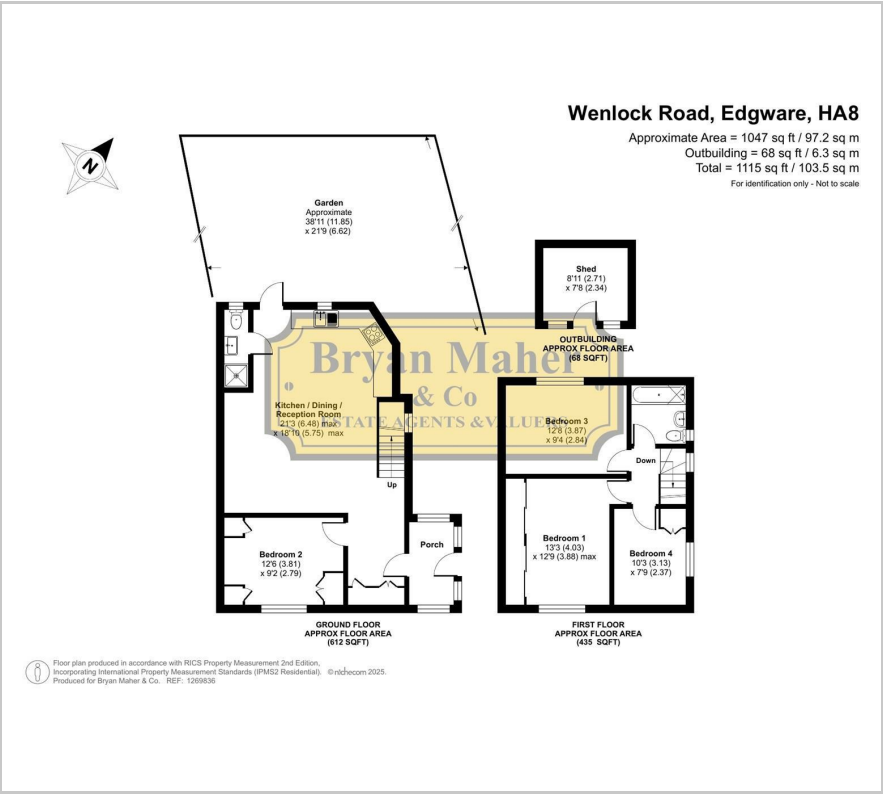 Wenlock Road, Edgware, HA8
Approximate Area = 1047 sq ft / 97.2 sq m
Outbuilding = 68 sq ft / 6.3 sq m
Total = 1115 sq ft / 103.5 sq m
For identification only - Not to scale
N
Garden
Approximate
38'11 (11.85)
x 21'9 (6.62)
Shed
8'11 (2.71)
x 7'8 (2.34)
OUTBUILDING
APPROX FLOOR AREA
(68 SQFT)
Bryan Maher
& Co
ESTATE AGENTS & VALUERS
Kitchen / Dining /
Reception Room
21'3 (6.48) max
x 18'10 (5.75) max
Up
Bedroom 3
12'8 (3.87)
x 9'4 (2.84)
Down
Porch
Bedroom 2
12'6 (3.81)
x 9'2 (2.79)
Bedroom 1
13'3 (4.03)
x 12'9 (3.88) max
Bedroom 4
10'3 (3.13)
x 7'9 (2.37)
GROUND FLOOR
APPROX FLOOR AREA
(612 SQFT)
FIRST FLOOR
APPROX FLOOR AREA
(435 SQFT)
Floor plan produced in accordance with RICS Property Measurement 2nd Edition,
Incorporating International Property Measurement Standards (IPMS2 Residential). © nichecom 2025.
Produced for Bryan Maher & Co. REF: 1269836